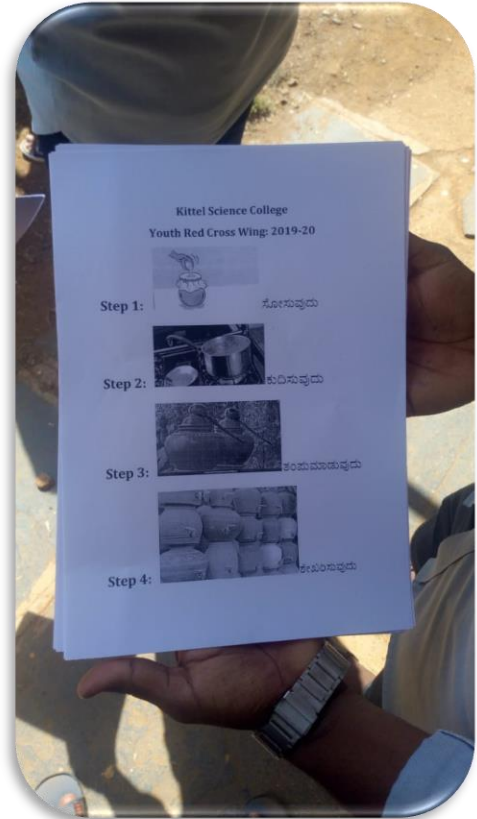 Kittel Science College
Youth Red Cross Wing: 2019-20
Step 1: ಸೋಸುವುದು
Step 2: ಕುದಿಸುವುದು
Step 3: ತಂಪುಮಾಡುವುದು
Step 4: ಶೇಖರಿಸುವುದು